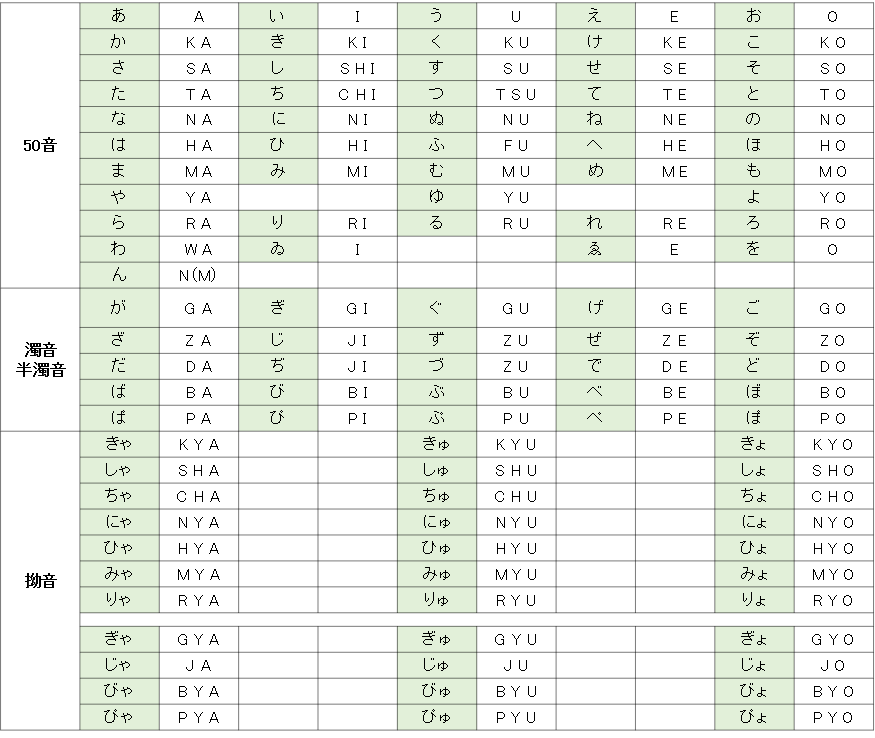 50音
あ A い I う U え E お O
か KA き KI く KU け KE こ KO
さ SA し SHI す SU せ SE そ SO
た TA ち CHI つ TSU て TE と TO
な NA に NI ぬ NU ね NE の NO
は HA ひ HI ふ FU へ HE ほ HO
ま MA み MI む MU め ME も MO
や YA ゆ YU よ YO
ら RA り RI る RU れ RE ろ RO
わ WA ゐ I ゑ E を O
ん N(M)
濁音
半濁音
が GA ぎ GI ぐ GU げ GE ご GO
ざ ZA じ JI ず ZU ぜ ZE ぞ ZO
だ DA ぢ JI づ ZU で DE ど DO
ば BA び BI ぶ BU べ BE ぼ BO
ぱ PA ぴ PI ぷ PU ぺ PE ぽ PO
拗音
きゃ KYA きゅ KYU きょ KYO
しゃ SHA しゅ SHU しょ SHO
ちゃ CHA ちゅ CHU ちょ CHO
にゃ NYA にゅ NYU にょ NYO
ひゃ HYA ひゅ HYU ひょ HYO
みゃ MYA みゅ MYU みょ MYO
りゃ RYA りゅ RYU りょ RYO
ぎゃ GYA ぎゅ GYU ぎょ GYO
じゃ JA じゅ JU じょ JO
びゃ BYA びゅ BYU びょ BYO
ぴゃ PYA ぴゅ PYU ぴょ PYO